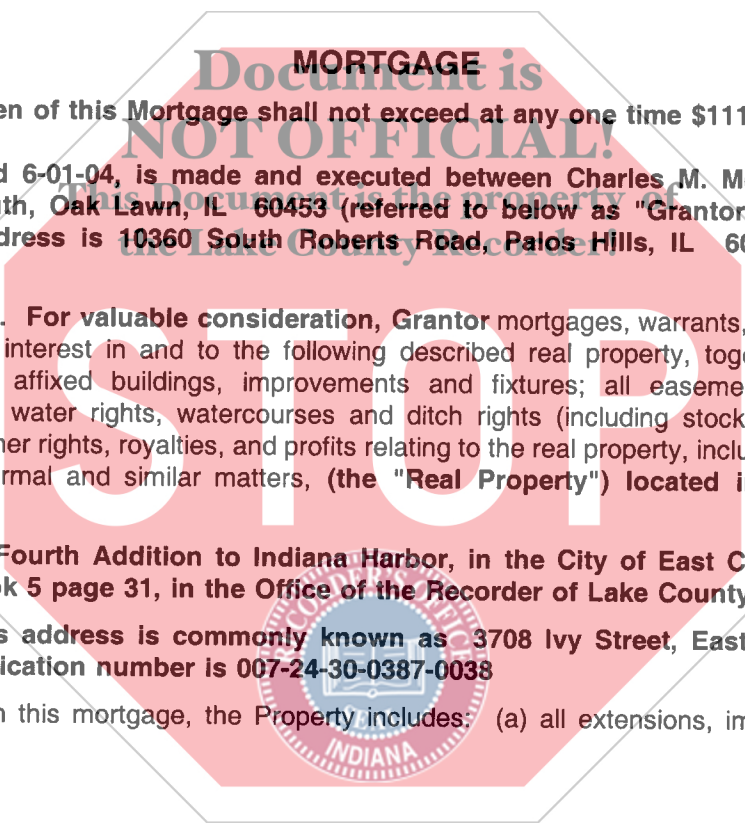 MORTGAGE
Document is
en of this Mortgage shall not exceed at any one time $111
NOT OFFICIAL!
d 6-01-04, is made and executed between Charles M. M
This Document is the property of
uth, Oak Lawn, IL 60453 (referred to below as "Grantor
dress is 10360 South Roberts Road, Palos Hills, IL 60
the Lake County Recorder!
. For valuable consideration, Grantor mortgages, warrants,
interest in and to the following described real property, tog
affixed buildings, improvements and fixtures; all easeme
water rights, watercourses and ditch rights (including stock
her rights, royalties, and profits relating to the real property, inclu
rmal and similar matters, (the "Real Property") located i
STOP
Fourth Addition to Indiana Harbor, in the City of East C
k 5 page 31, in the Office of the Recorder of Lake County
s address is commonly known as 3708 Ivy Street, East
ication number is 007-24-30-0387-0038
n this mortgage, the Property includes: (a) all extensions, im
RECORDER'S OFFICE
INDIANA